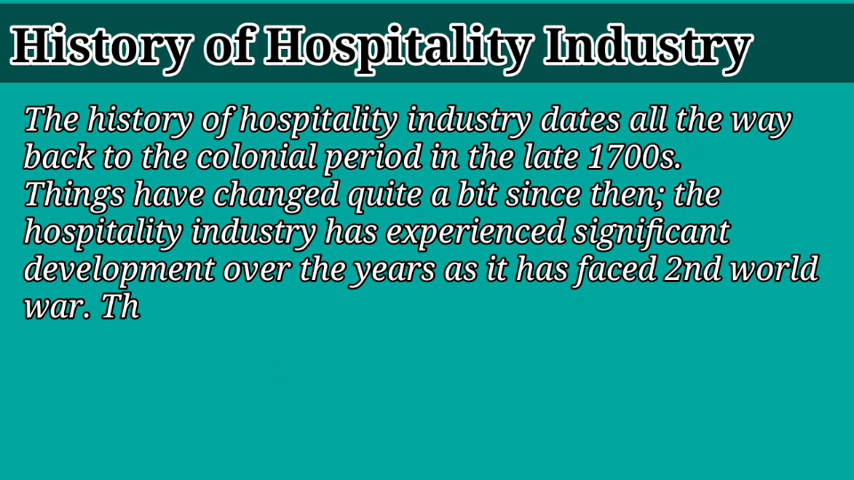 History of Hospitality Industry
The history of hospitality industry dates all the way
back to the colonial period in the late 1700s.
Things have changed quite a bit since then; the
hospitality industry has experienced significant
development over the years as it has faced 2nd world
war. Th